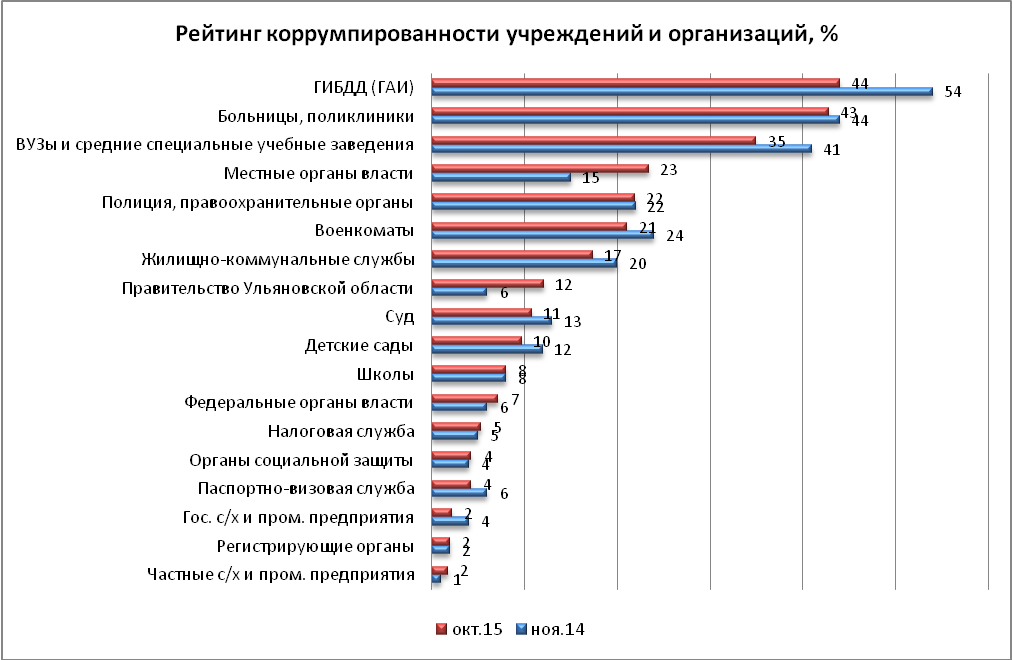 Рейтинг коррумпированности учреждений и организаций, %
ГИБДД (ГАИ) 44
54
Больницы, поликлиники 43
44
ВУЗы и средние специальные учебные заведения 35
41
Местные органы власти 23
15
Полиция, правоохранительные органы 22
22
Военкоматы 21
24
Жилищно-коммунальные службы 17
20
Правительство Ульяновской области 12
6
Суд 11
13
Детские сады 10
12
Школы 8
8
Федеральные органы власти 7
6
Налоговая служба 5
5
Органы социальной защиты 4
4
Паспортно-визовая служба 4
6
Гос. с/х и пром. предприятия 2
4
Регистрирующие органы 2
2
Частные с/х и пром. предприятия 2
1
окт.15 ноя.14